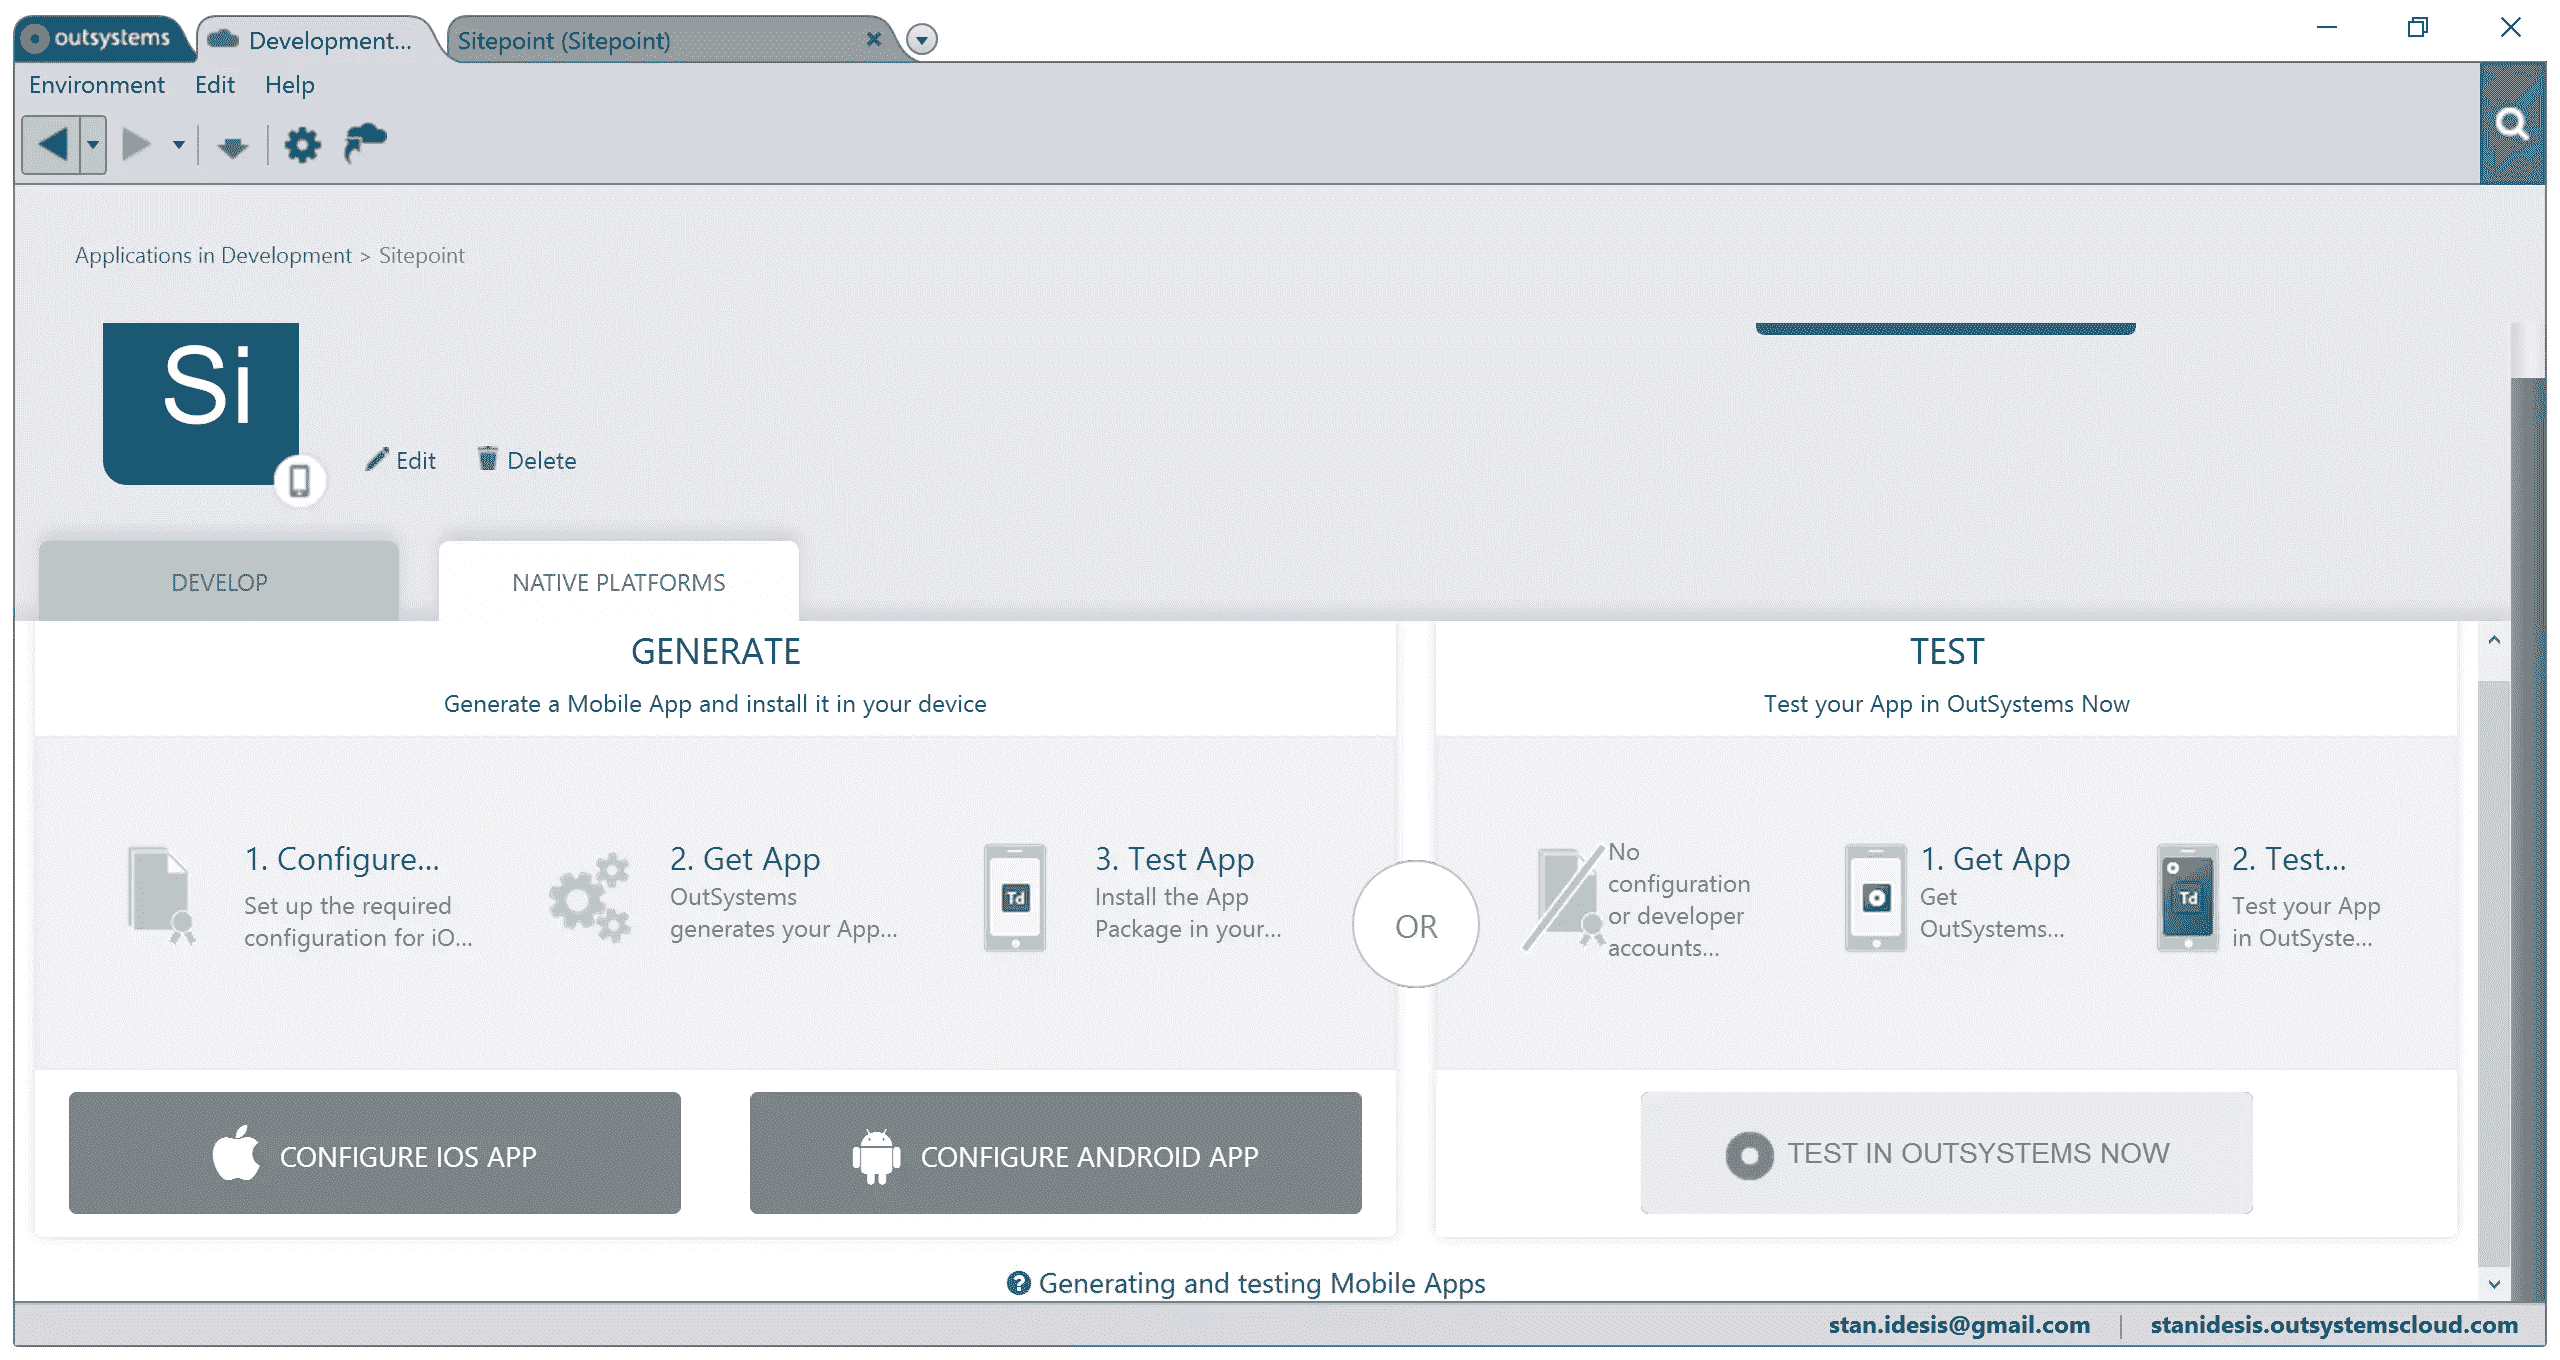 outsystems
Development...
Sitepoint (Sitepoint)
Environment Edit Help
Applications in Development > Sitepoint
Si
Edit Delete
DEVELOP
NATIVE PLATFORMS
GENERATE
Generate a Mobile App and install it in your device
1. Configure...
Set up the required
configuration for iO...
2. Get App
OutSystems
generates your App...
3. Test App
Install the App
Package in your...
Td
CONFIGURE IOS APP
CONFIGURE ANDROID APP
OR
TEST
Test your App in OutSystems Now
No
configuration
or developer
accounts...
1. Get App
Get
OutSystems...
2. Test...
Test your App
in OutSyste...
Td
TEST IN OUTSYSTEMS NOW
Generating and testing Mobile Apps
stan.idesis@gmail.com | stanidesis.outsystemscloud.com